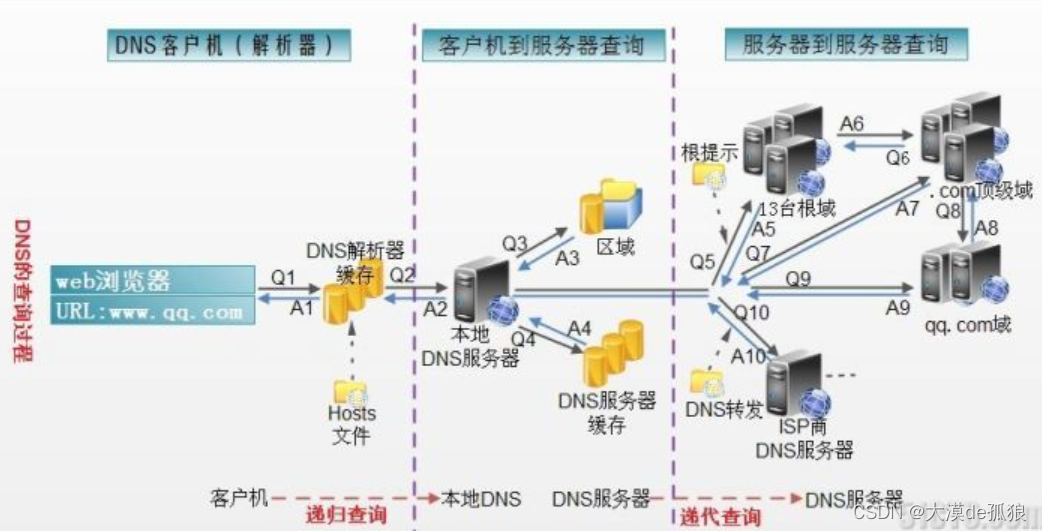 DNS客户机（解析器）
客户机到服务器查询
服务器到服务器查询
DNS的查询过程
web浏览器
URL:www.qq.com
Q1
A1
DNS解析器
缓存
Hosts
文件
Q2
A2
本地
DNS服务器
Q3
A3
区域
A4
Q4
DNS服务器
缓存
根提示
13台根域
A6
Q6
.com顶级域
Q5
A5
Q7
A7
Q8
A8
Q9
A9
qq.com域
Q10
A10
DNS转发
ISP商
DNS服务器
客户机
递归查询
本地DNS
DNS服务器
递代查询
DNS服务器
CSDN @大漠de孤狼